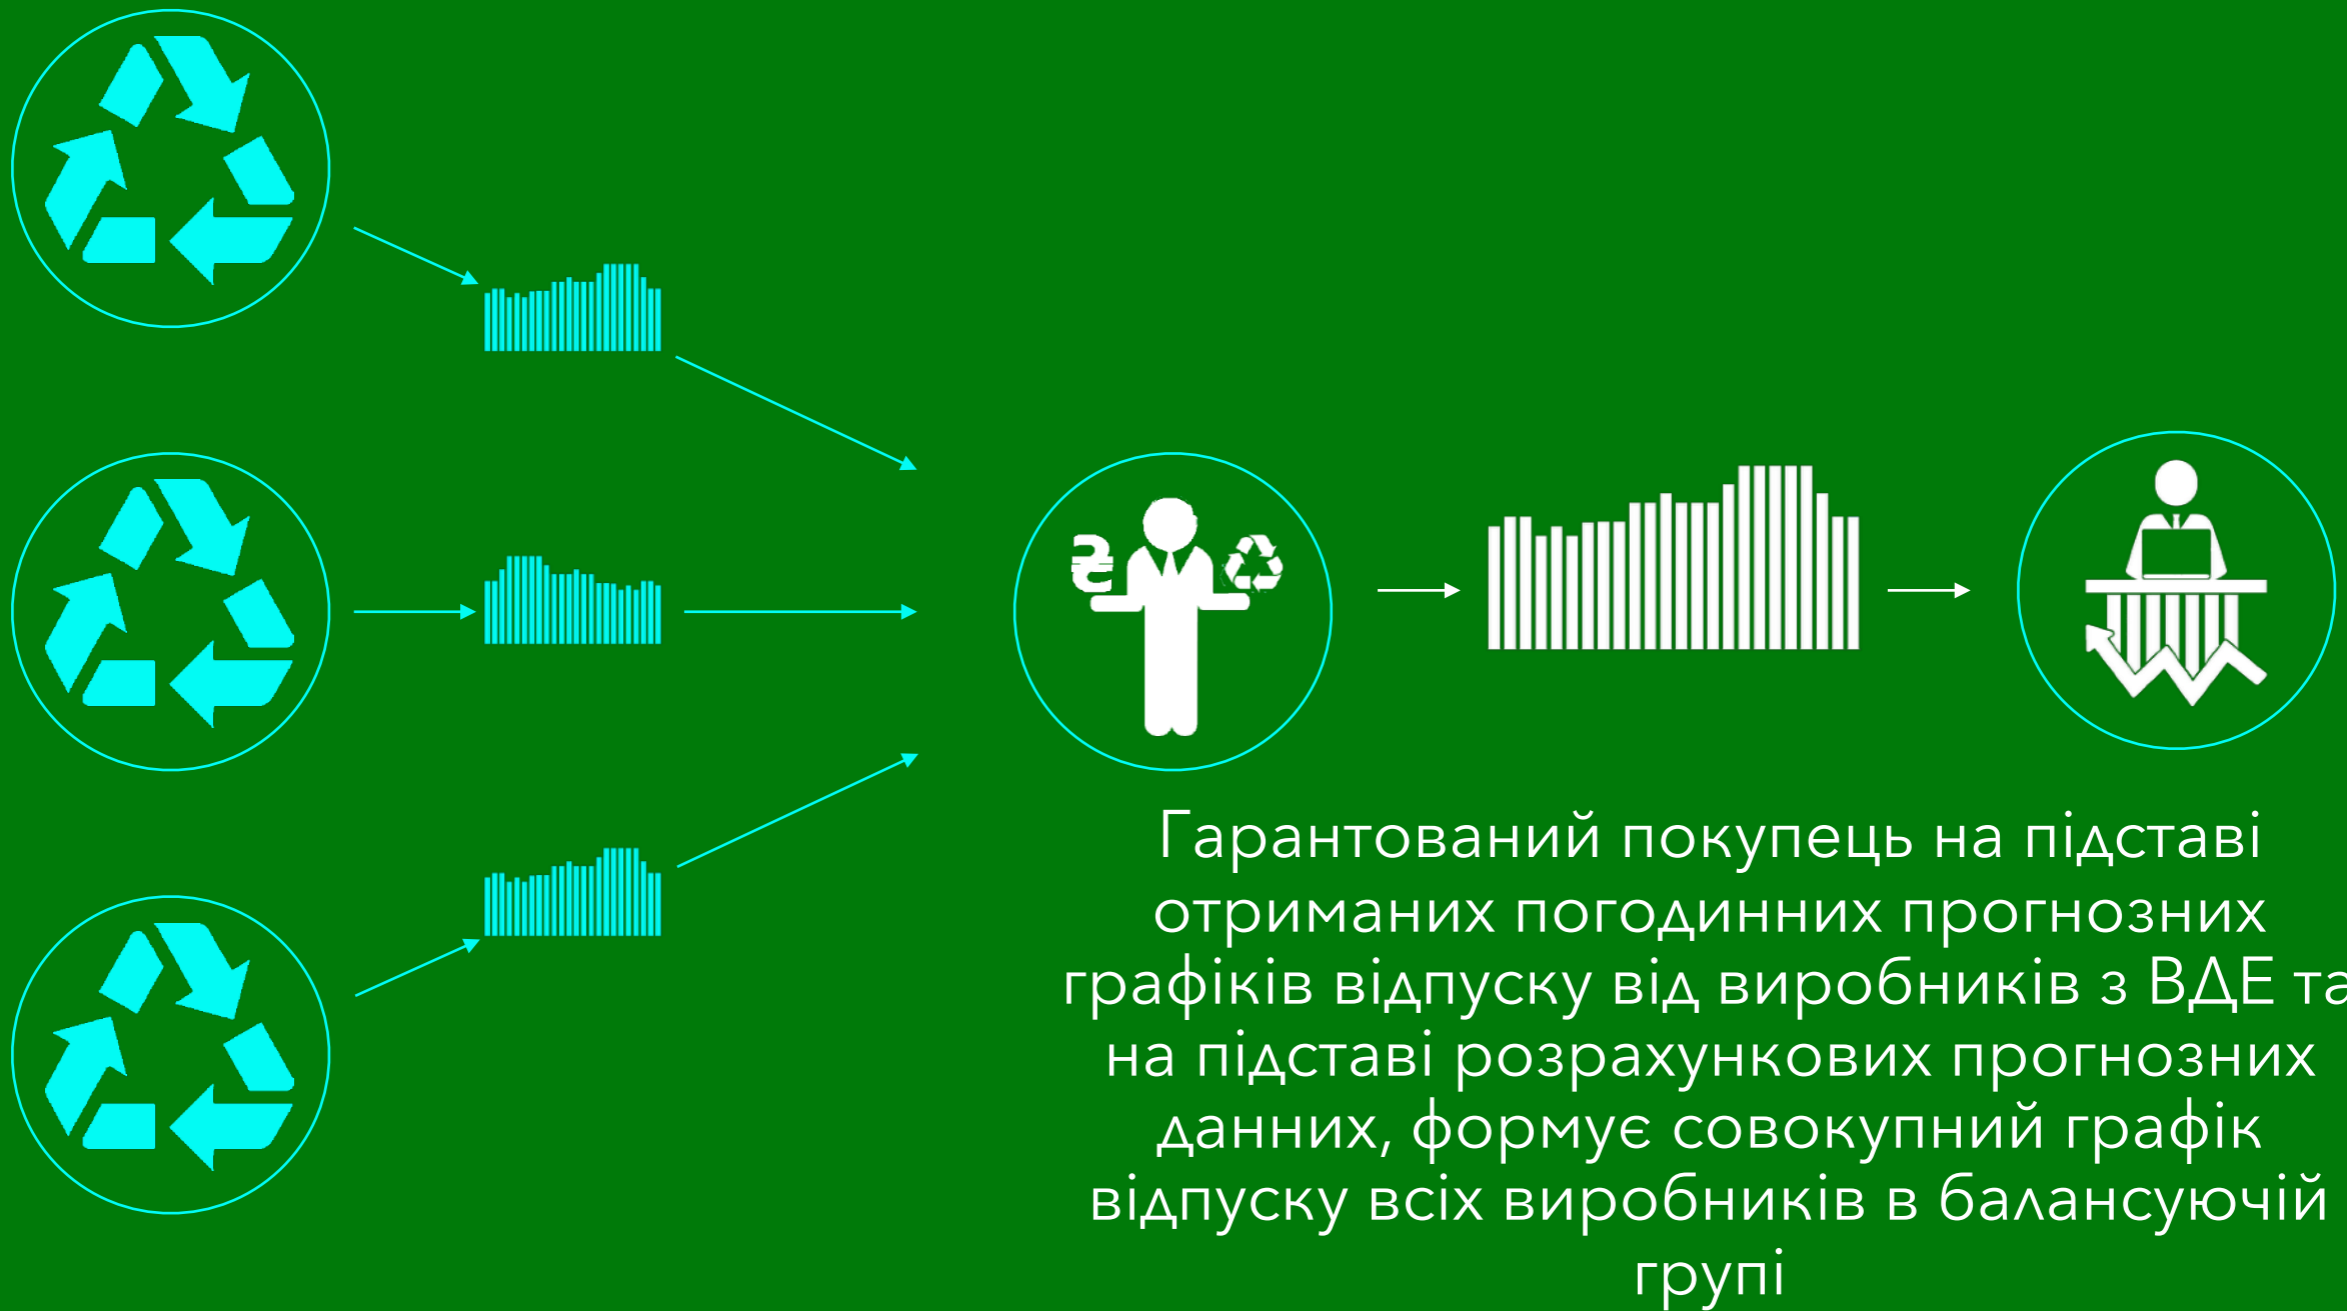 ₴
Гарантований покупець на підставі
отриманих погодинних прогнозних
графіків відпуску від виробників з ВДЕ та
на підставі розрахункових прогнозних
данних, формує совокупний графік
відпуску всіх виробників в балансуючій
групі